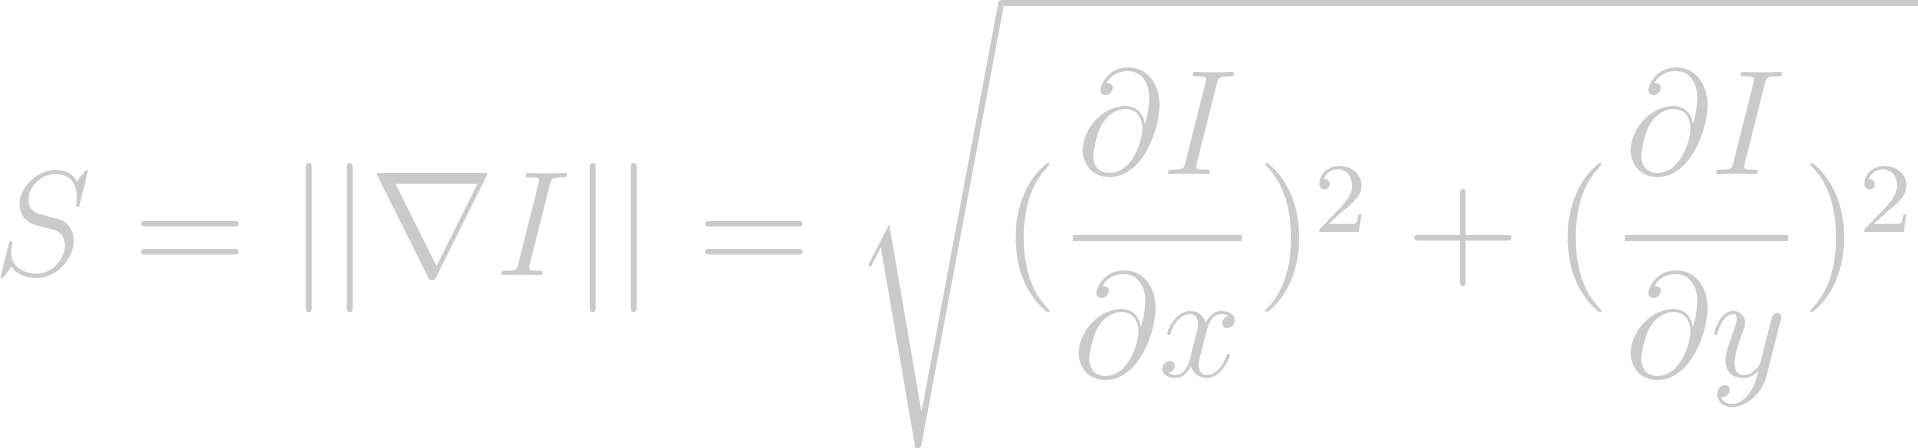 S = ||∇I|| = √((∂I/∂x)² + (∂I/∂y)²)